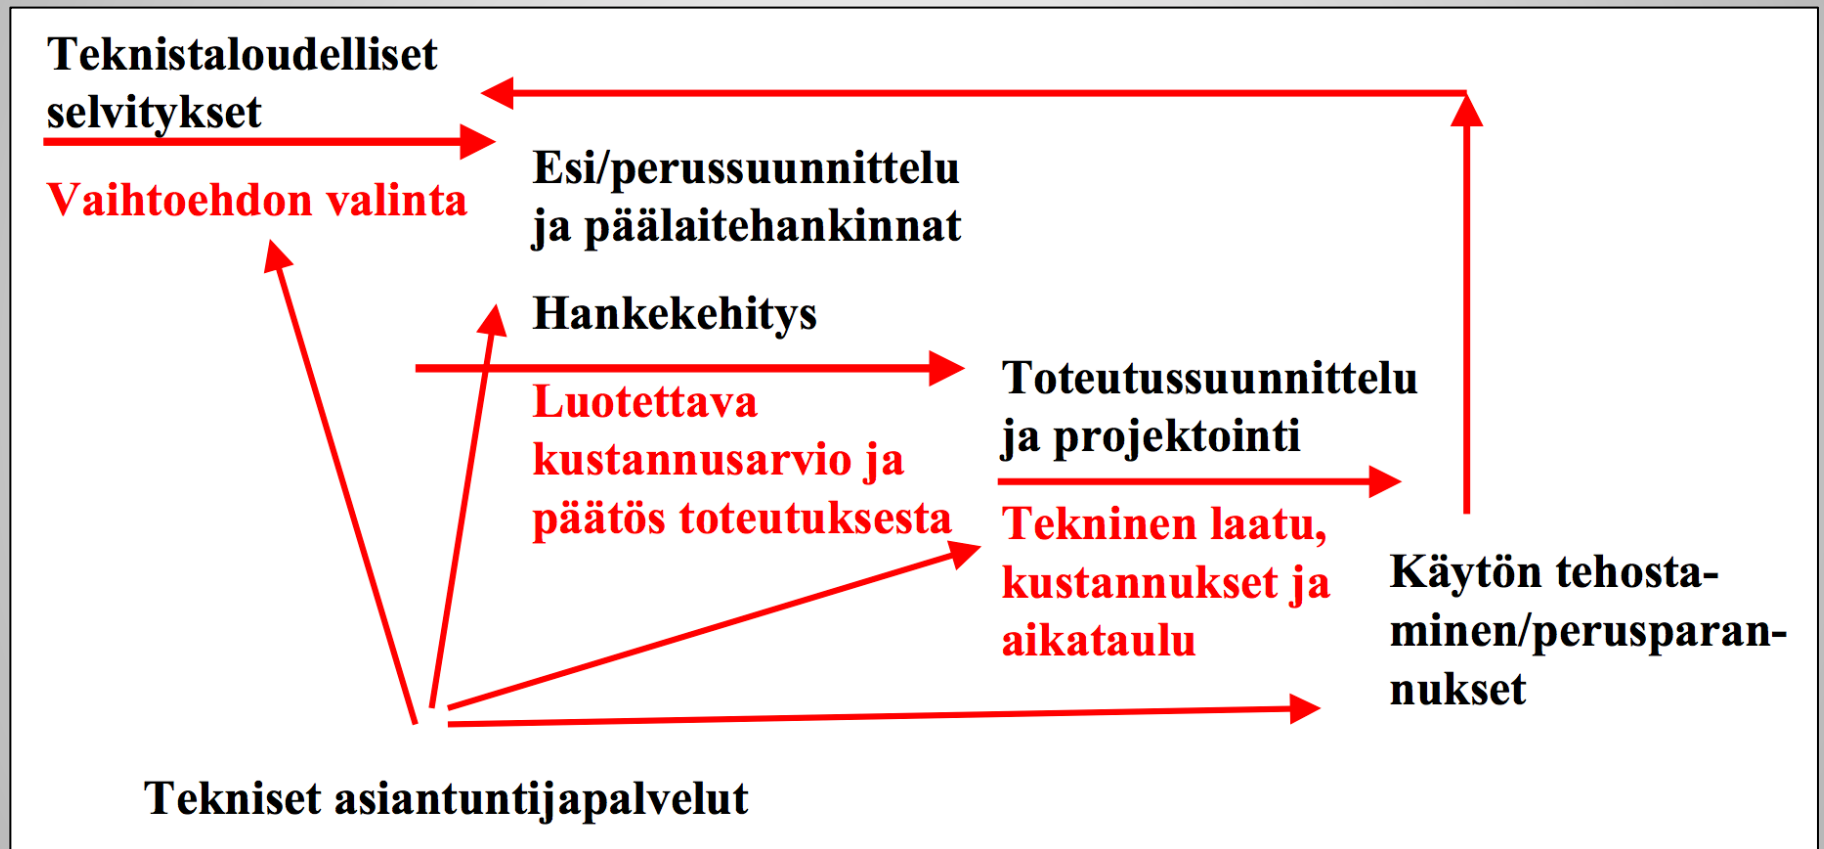 Teknistaloudelliset
selvitykset
Vaihtoehdon valinta
Esi/perussuunnittelu
ja päälaitehankinnat
Hankekehitys
Luotettava
kustannusarvio ja
päätös toteutuksesta
Toteutussuunnittelu
ja projektointi
Tekninen laatu,
kustannukset ja
aikataulu
Käytön tehosta-
minen/perusparan-
nukset
Tekniset asiantuntijapalvelut